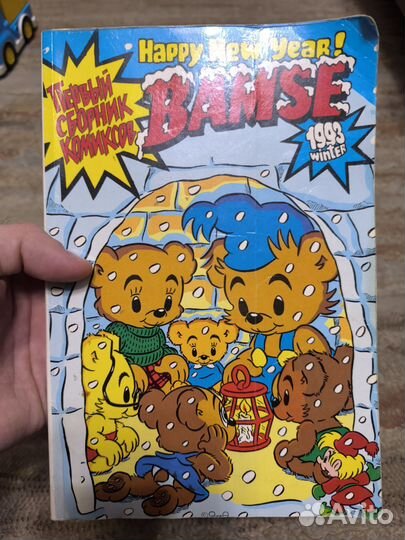 Happy New Year!
ПЕРВЫЙ
СБОРНИК
КОМИКСОВ
BAMSE
1993
WINTER
Avito